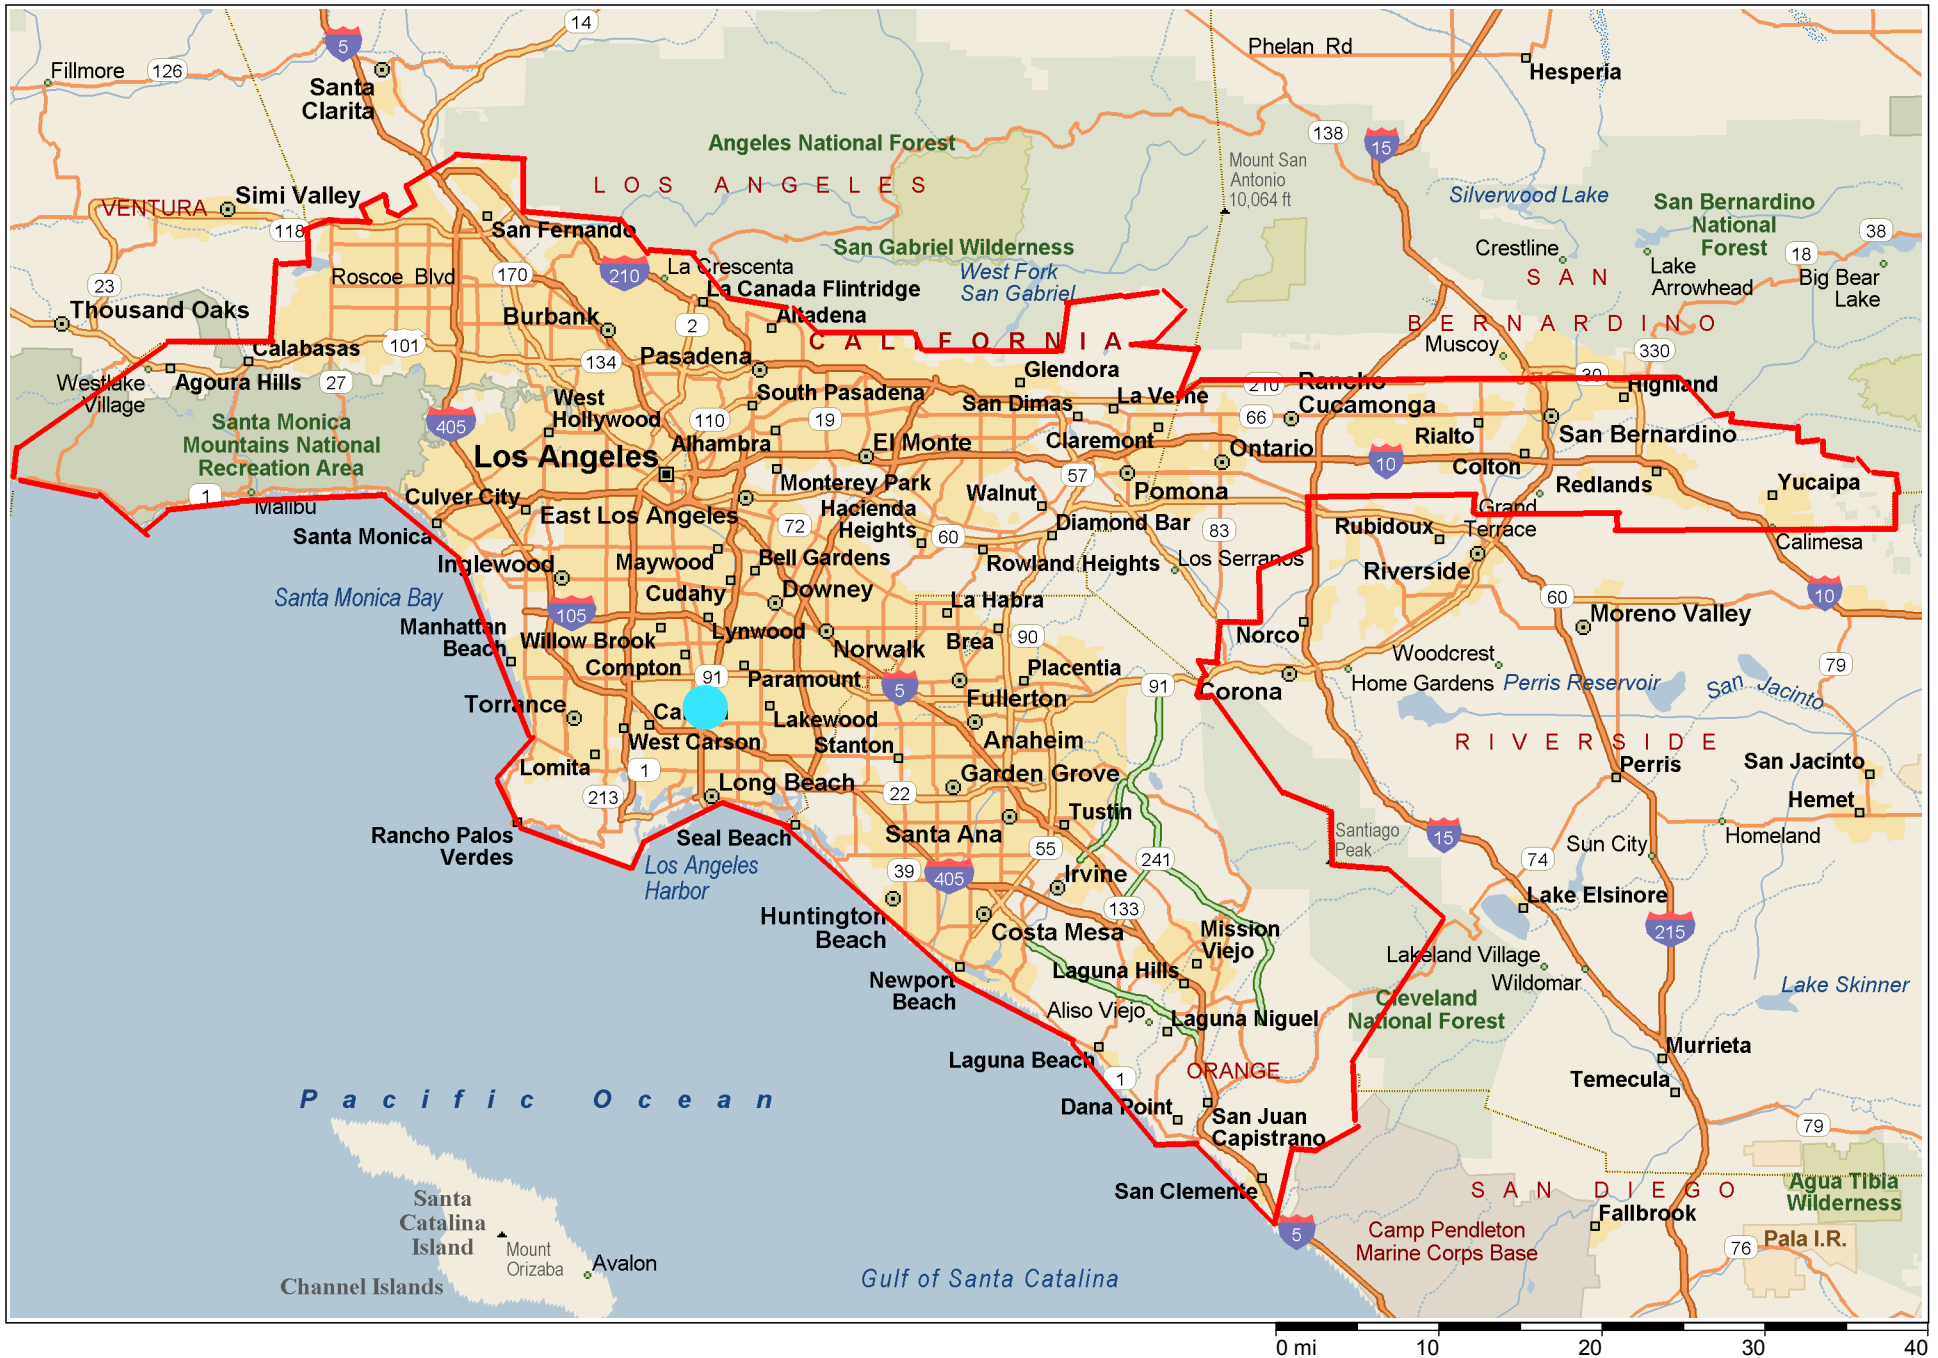 14
5
Phelan Rd
Fillmore
126
Hesperia
Santa
Clarita
138
15
Angeles National Forest
Mount San
Antonio
10,064 ft
LOS ANGELES
Silverwood Lake
San Bernardino
National
Forest
Simi Valley
VENTURA
118
San Fernando
38
San Gabriel Wilderness
Crestline
18
Lake
Arrowhead
Big Bear
Lake
SAN
Roscoe Blvd
170
210
La Crescenta
West Fork
San Gabriel
La Canada Flintridge
23
Thousand Oaks
Burbank
2
Altadena
BERNARDINO
CALIFORNIA
Muscoy
330
101
Calabasas
134
Pasadena
Glendora
30
Westlake
Village
Agoura Hills
27
West
Hollywood
South Pasadena
San Dimas
La Verne
210
Rancho
Cucamonga
Highland
Santa Monica
Mountains National
Recreation Area
405
110
19
66
Alhambra
El Monte
Claremont
Ontario
Rialto
San Bernardino
Los Angeles
10
Colton
57
Monterey Park
Pomona
Redlands
Yucaipa
1
Malibu
Culver City
Walnut
East Los Angeles
Hacienda
Heights
Diamond Bar
Grand
Terrace
Santa Monica
72
60
83
Rubidoux
Calimesa
Inglewood
Maywood
Bell Gardens
Rowland Heights
Los Serranos
Riverside
Cudahy
Downey
Santa Monica Bay
105
La Habra
60
10
Moreno Valley
Manhattan
Beach
Willow Brook
Lynwood
Norwalk
Brea
90
Norco
Compton
Placentia
Woodcrest
79
91
Paramount
5
91
Corona
Home Gardens
Perris Reservoir
San Jacinto
Torrance
Fullerton
Lakewood
West Carson
Stanton
Anaheim
RIVERSIDE
Lomita
1
Long Beach
Garden Grove
Perris
San Jacinto
213
22
Hemet
Tustin
Rancho Palos
Verdes
Seal Beach
Santa Ana
Santiago
Peak
15
Homeland
Los Angeles
Harbor
55
241
74
Sun City
39
405
Irvine
Lake Elsinore
133
Huntington
Beach
Costa Mesa
Mission
Viejo
215
Lakeland Village
Laguna Hills
Wildomar
Newport
Beach
Lake Skinner
Aliso Viejo
Laguna Niguel
Cleveland
National Forest
Laguna Beach
Murrieta
1
ORANGE
Temecula
Pacific Ocean
Dana Point
San Juan
Capistrano
79
San Clemente
SAN DIEGO
Agua Tibia
Wilderness
Santa
Catalina
Island
Fallbrook
5
Camp Pendleton
Marine Corps Base
76
Pala I.R.
Mount
Orizaba
Avalon
Channel Islands
Gulf of Santa Catalina
0 mi
10
20
30
40